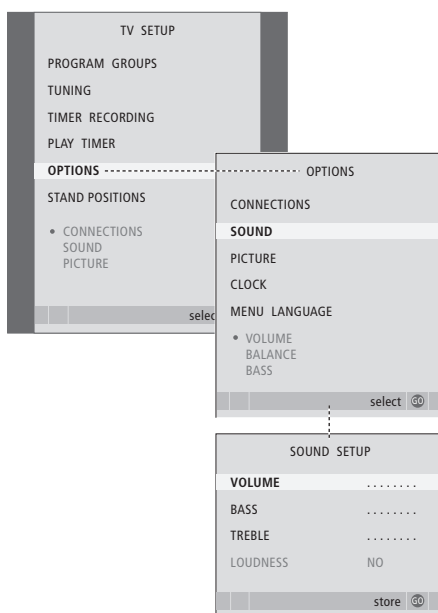 TV SETUP
PROGRAM GROUPS
TUNING
TIMER RECORDING
PLAY TIMER
OPTIONS
STAND POSITIONS
• CONNECTIONS
SOUND
PICTURE
selec
OPTIONS
CONNECTIONS
SOUND
PICTURE
CLOCK
MENU LANGUAGE
• VOLUME
BALANCE
BASS
select GO
SOUND SETUP
VOLUME ........
BASS ........
TREBLE ........
LOUDNESS NO
store GO